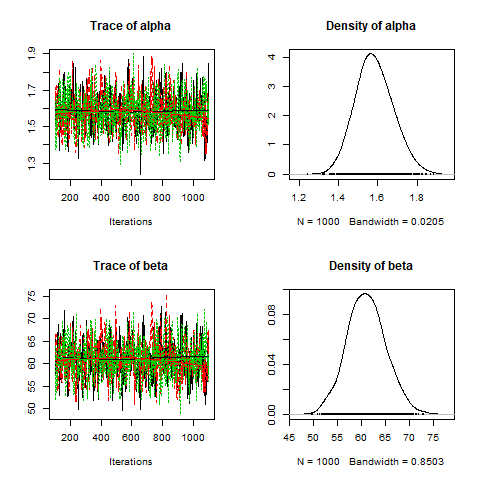 Trace of alpha
1.3 1.5 1.7 1.9
200 400 600 800 1000
Iterations
Density of alpha
0 1 2 3 4
1.2 1.4 1.6 1.8
N = 1000 Bandwidth = 0.0205
Trace of beta
50 55 60 65 70 75
200 400 600 800 1000
Iterations
Density of beta
0.00 0.04 0.08
45 50 55 60 65 70 75
N = 1000 Bandwidth = 0.8503